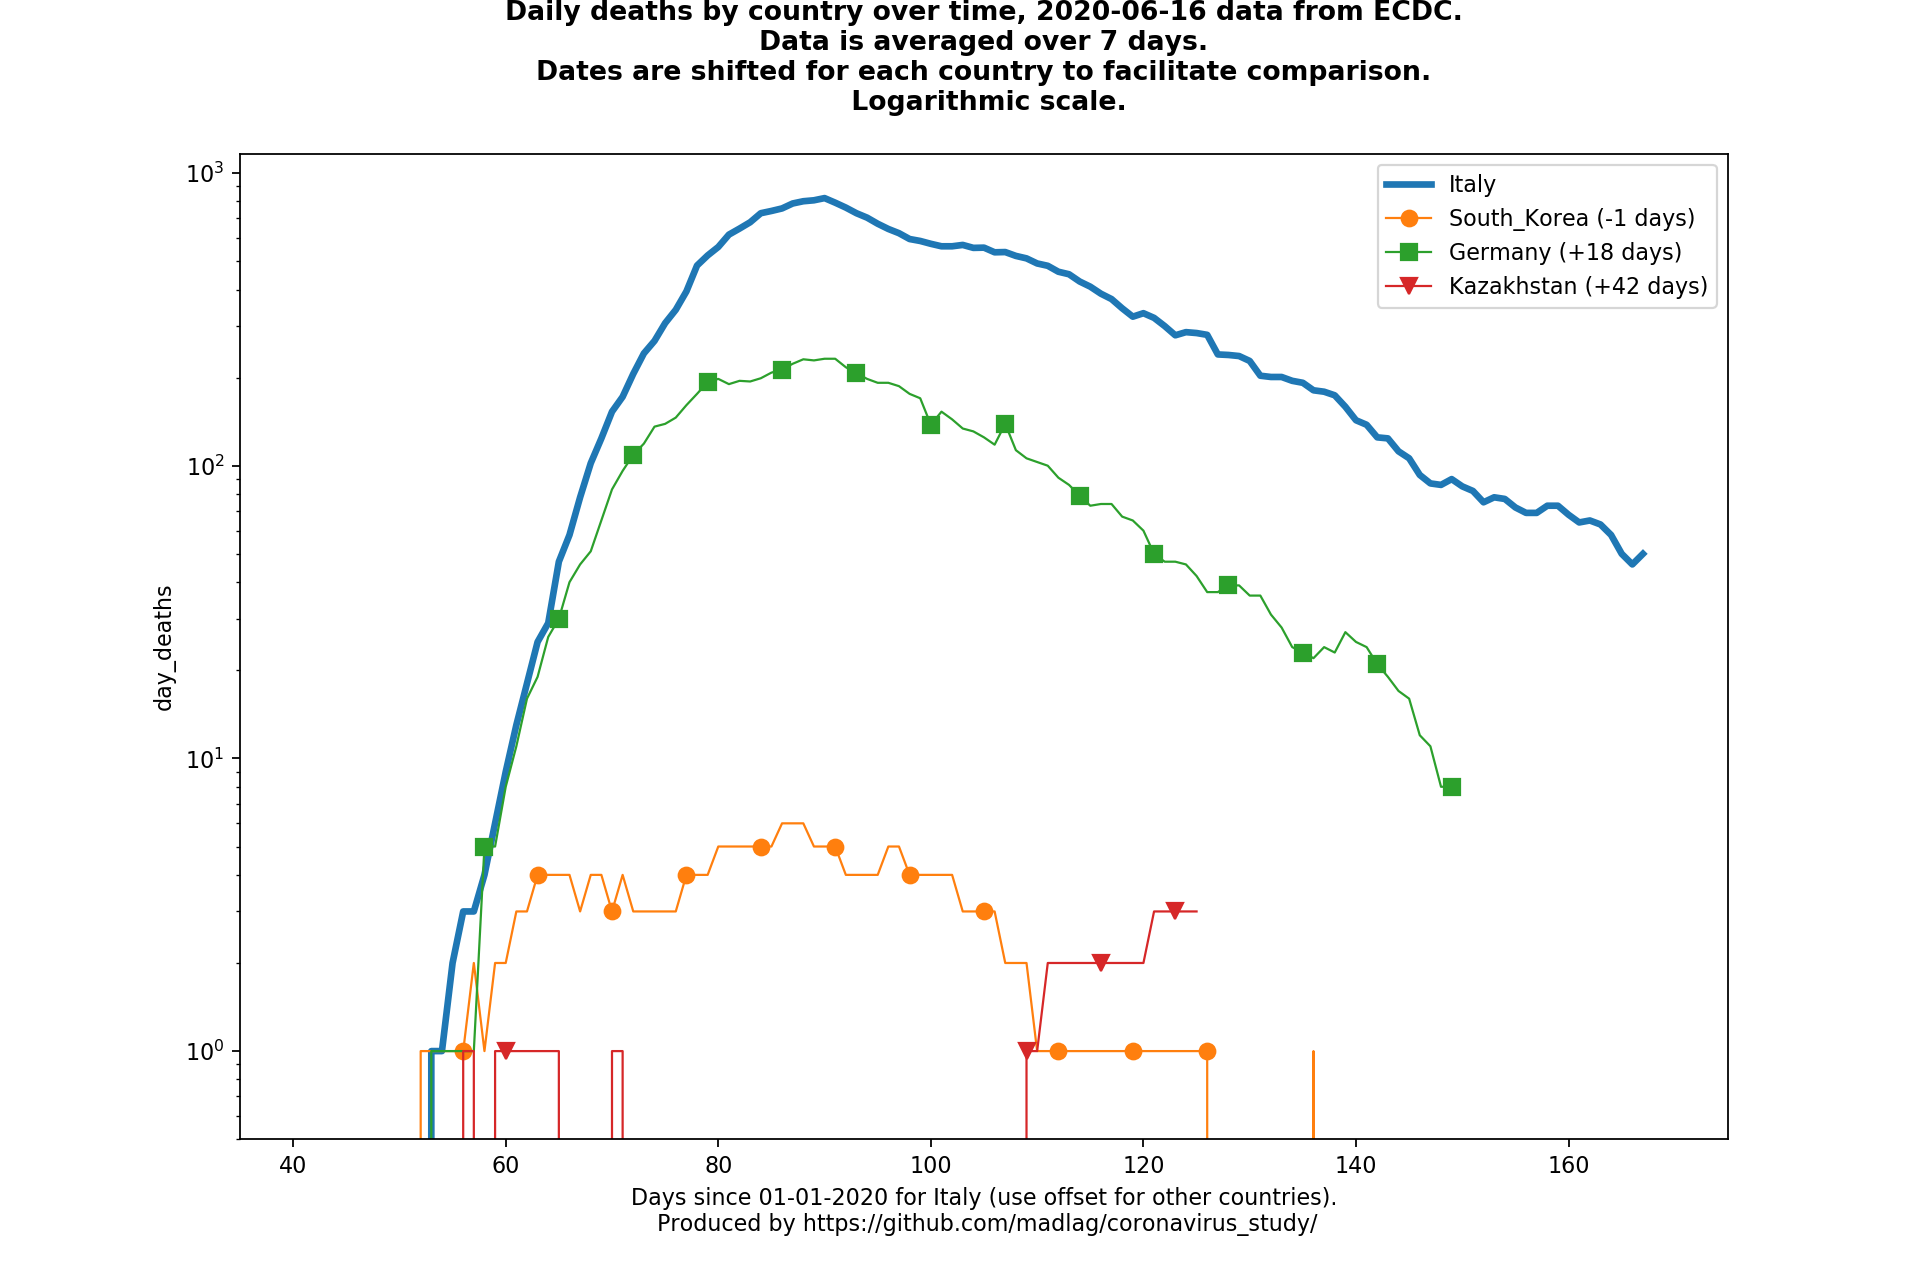 Daily deaths by country over time, 2020-06-16 data from ECDC.
Data is averaged over 7 days.
Dates are shifted for each country to facilitate comparison.
Logarithmic scale.
10³
Italy
South_Korea (-1 days)
Germany (+18 days)
Kazakhstan (+42 days)
10²
day_deaths
10¹
10⁰
40 60 80 100 120 140 160
Days since 01-01-2020 for Italy (use offset for other countries).
Produced by https://github.com/madlag/coronavirus_study/